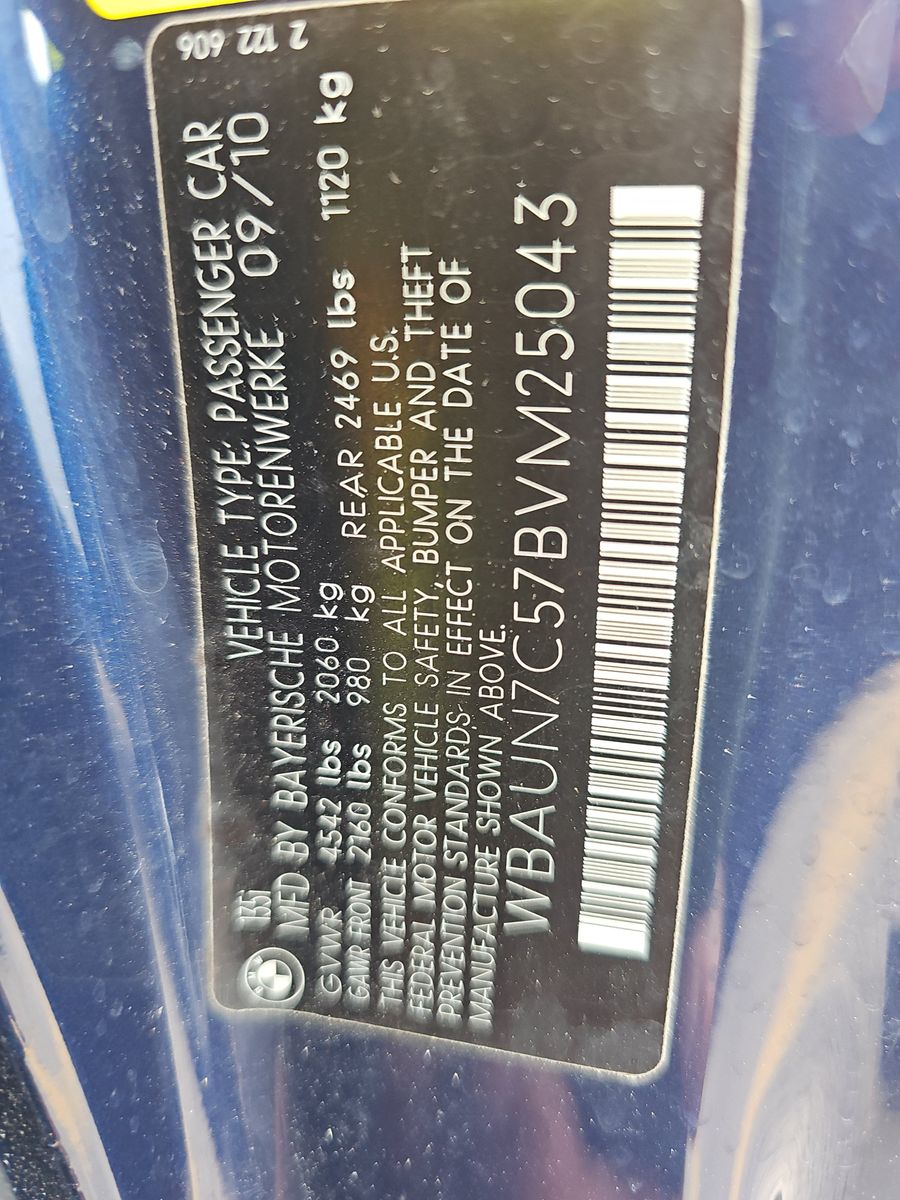 2 122 606
1351 VEHICLE TYPE: PASSENGER CAR
MFD BY BAYERISCHE MOTORENWERKE 09/10
GVWR 4542 lbs 2060 kg
GAWR FRONT 2160 lbs 980 kg REAR 2469 lbs 1120 kg
THIS VEHICLE CONFORMS TO ALL APPLICABLE U.S.
FEDERAL MOTOR VEHICLE SAFETY, BUMPER AND THEFT
PREVENTION STANDARDS IN EFFECT ON THE DATE OF
MANUFACTURE SHOWN ABOVE.
WBAUN7C57BVM25043